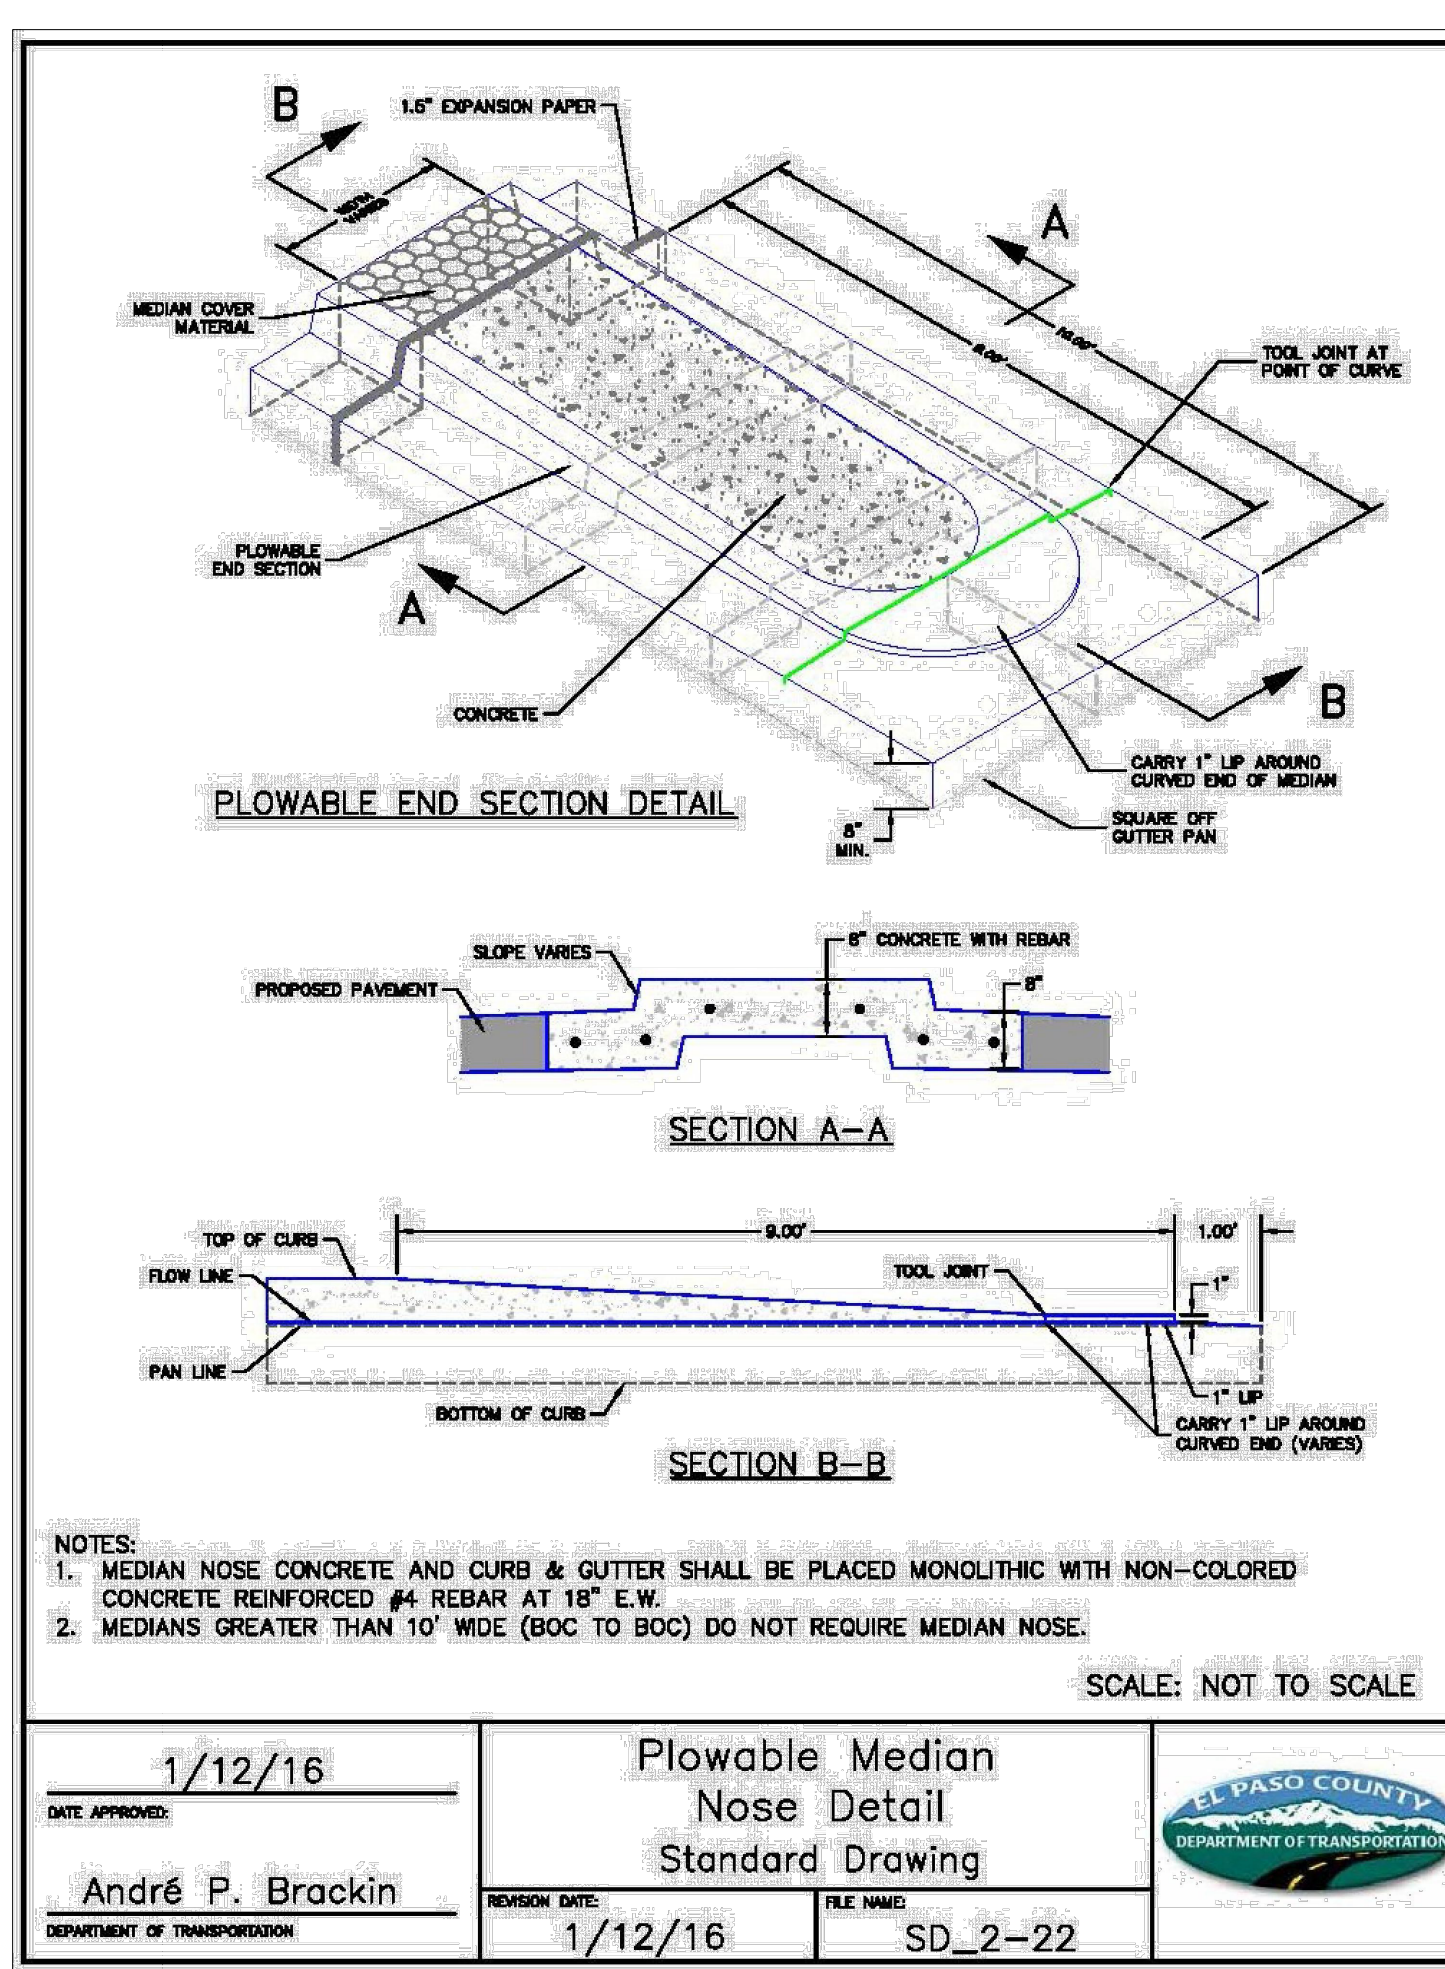 B
1.5" EXPANSION PAPER
WIDTH
VARIES
A
MEDIAN COVER
MATERIAL
10.00'
9.00'
TOOL JOINT AT
POINT OF CURVE
PLOWABLE
END SECTION
A
B
CONCRETE
CARRY 1" LIP AROUND
CURVED END OF MEDIAN
PLOWABLE END SECTION DETAIL
SQUARE OFF
GUTTER PAN
8"
MIN.
SLOPE VARIES
8" CONCRETE WITH REBAR
PROPOSED PAVEMENT
8"
SECTION A-A
9.00'
1.00'
TOP OF CURB
FLOW LINE
TOOL JOINT
1"
PAN LINE
1" LIP
BOTTOM OF CURB
CARRY 1" LIP AROUND
CURVED END (VARIES)
SECTION B-B
NOTES:
1. MEDIAN NOSE CONCRETE AND CURB & GUTTER SHALL BE PLACED MONOLITHIC WITH NON-COLORED
CONCRETE REINFORCED #4 REBAR AT 18" E.W.
2. MEDIANS GREATER THAN 10' WIDE (BOC TO BOC) DO NOT REQUIRE MEDIAN NOSE.
SCALE: NOT TO SCALE
1/12/16
DATE APPROVED:
André P. Brackin
DEPARTMENT OF TRANSPORTATION
Plowable Median
Nose Detail
Standard Drawing
REVISION DATE:
1/12/16
FILE NAME:
SD_2-22
EL PASO COUNTY
DEPARTMENT OF TRANSPORTATION